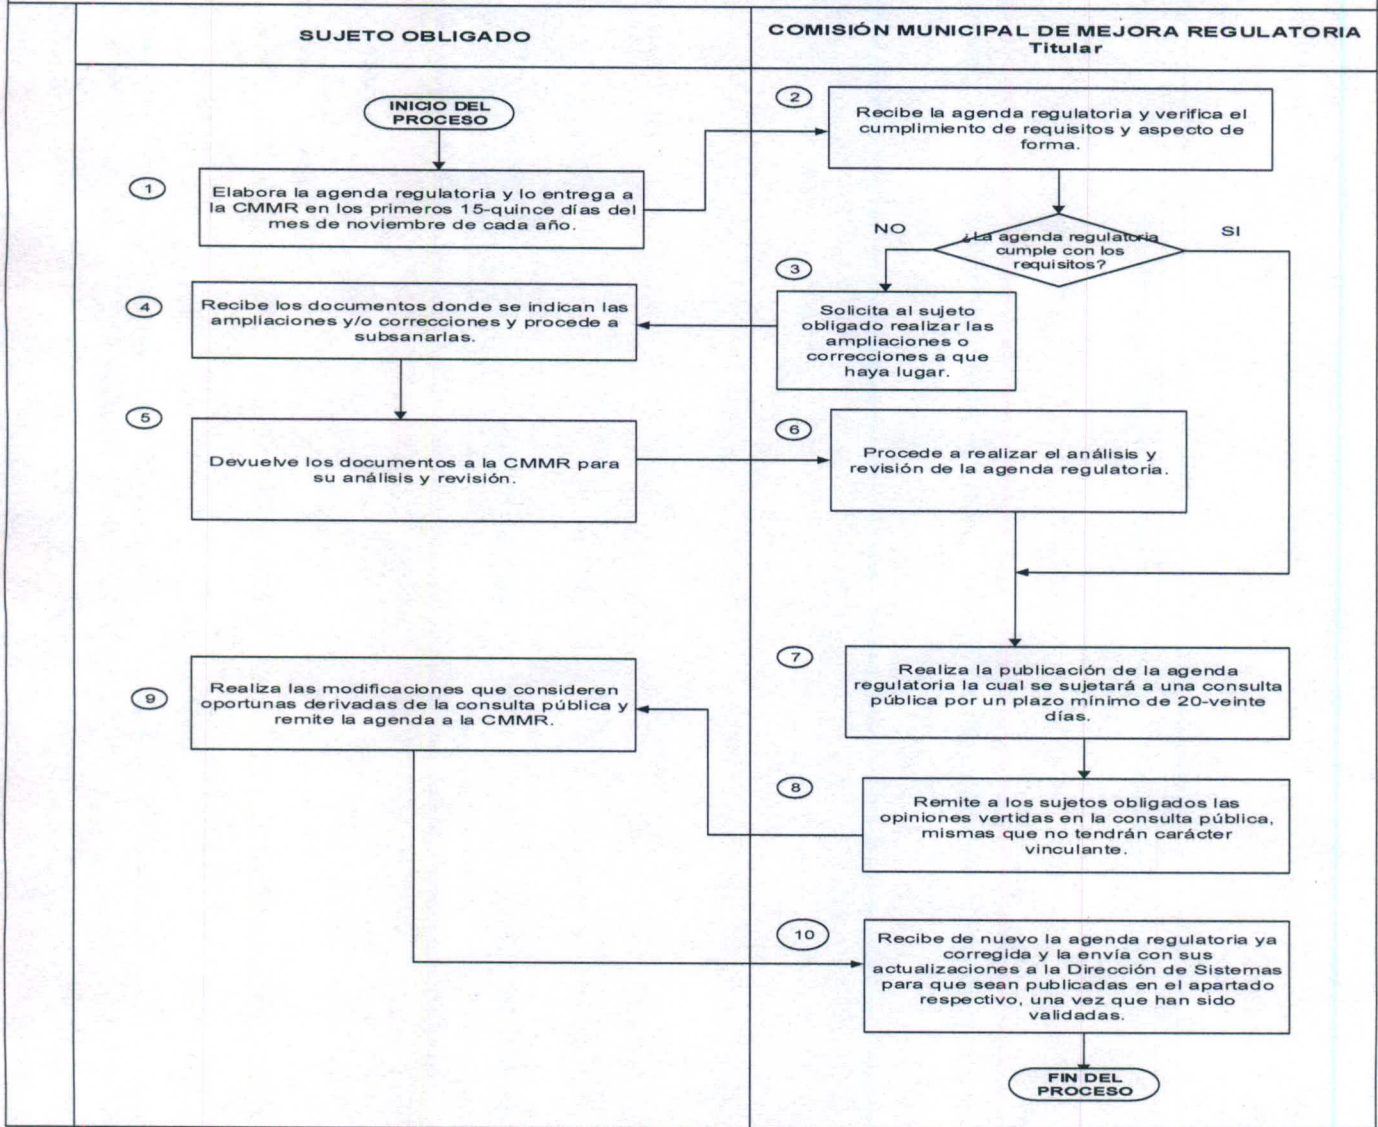 SUJETO OBLIGADO
COMISIÓN MUNICIPAL DE MEJORA REGULATORIA
Titular
INICIO DEL
PROCESO
1
Elabora la agenda regulatoria y lo entrega a
la CMMR en los primeros 15-quince días del
mes de noviembre de cada año.
2
Recibe la agenda regulatoria y verifica el
cumplimiento de requisitos y aspecto de
forma.
¿La agenda regulatoria
cumple con los
requisitos?
NO
SI
3
Solicita al sujeto
obligado realizar las
ampliaciones o
correcciones a que
haya lugar.
4
Recibe los documentos donde se indican las
ampliaciones y/o correcciones y procede a
subsanarlas.
5
Devuelve los documentos a la CMMR para
su análisis y revisión.
6
Procede a realizar el análisis y
revisión de la agenda regulatoria.
7
Realiza la publicación de la agenda
regulatoria la cual se sujetará a una consulta
pública por un plazo mínimo de 20-veinte
días.
8
Remite a los sujetos obligados las
opiniones vertidas en la consulta pública,
mismas que no tendrán carácter
vinculante.
9
Realiza las modificaciones que consideren
oportunas derivadas de la consulta pública y
remite la agenda a la CMMR.
10
Recibe de nuevo la agenda regulatoria ya
corregida y la envía con sus
actualizaciones a la Dirección de Sistemas
para que sean publicadas en el apartado
respectivo, una vez que han sido
validadas.
FIN DEL
PROCESO